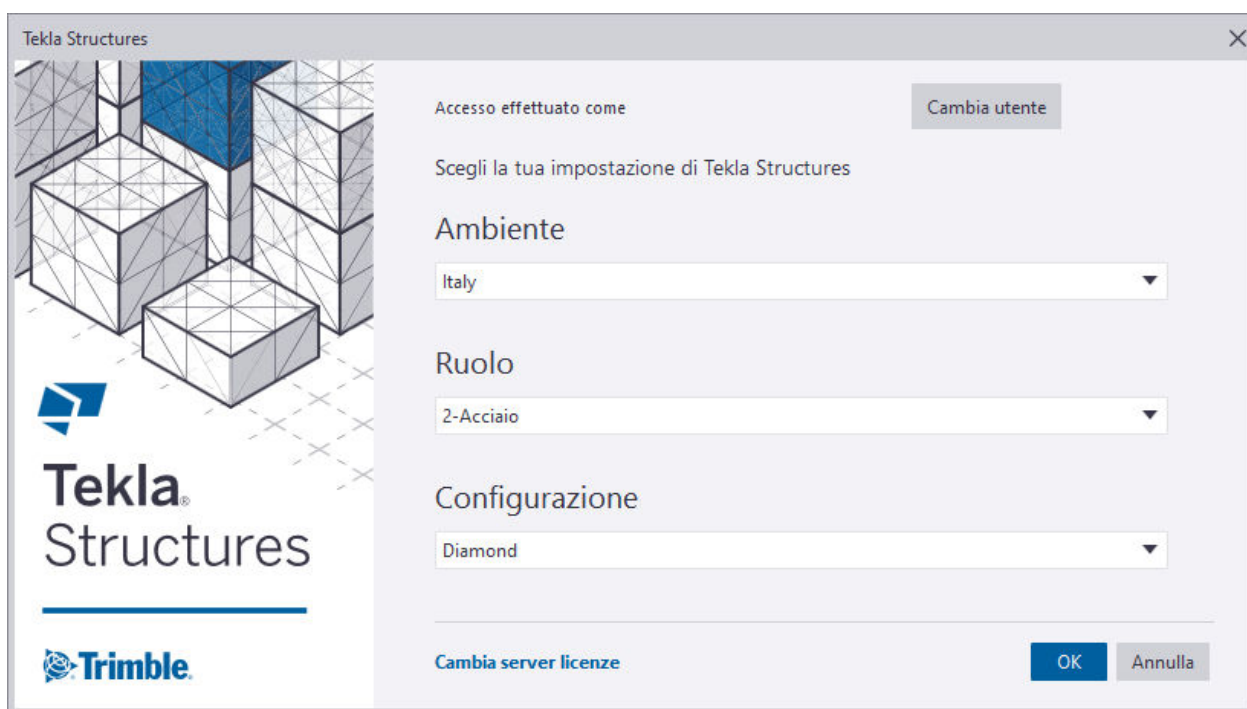 Tekla Structures
Accesso effettuato come
Cambia utente
Scegli la tua impostazione di Tekla Structures
Ambiente
Italy
Ruolo
2-Acciaio
Configurazione
Diamond
Tekla®
Structures
Trimble.
Cambia server licenze
OK
Annulla